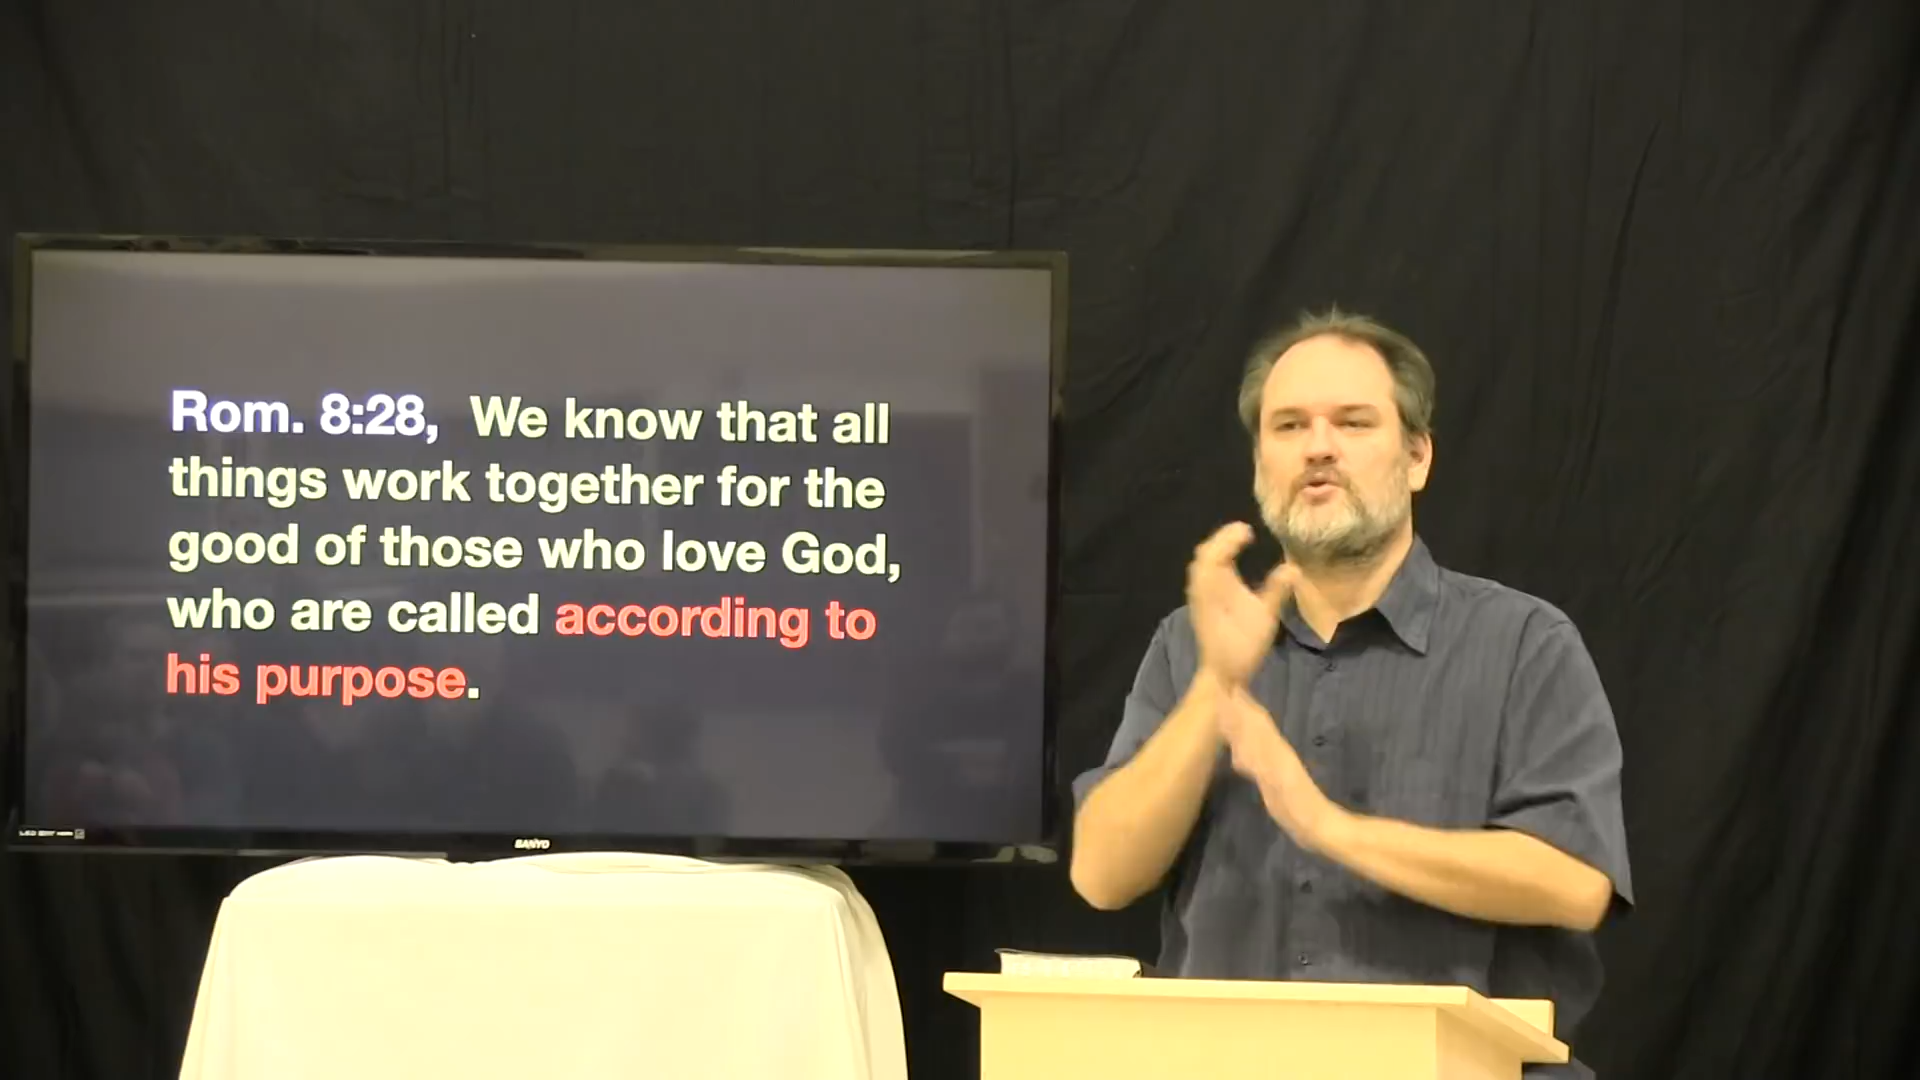 Rom. 8:28, We know that all
things work together for the
good of those who love God,
who are called according to
his purpose.
SANYO